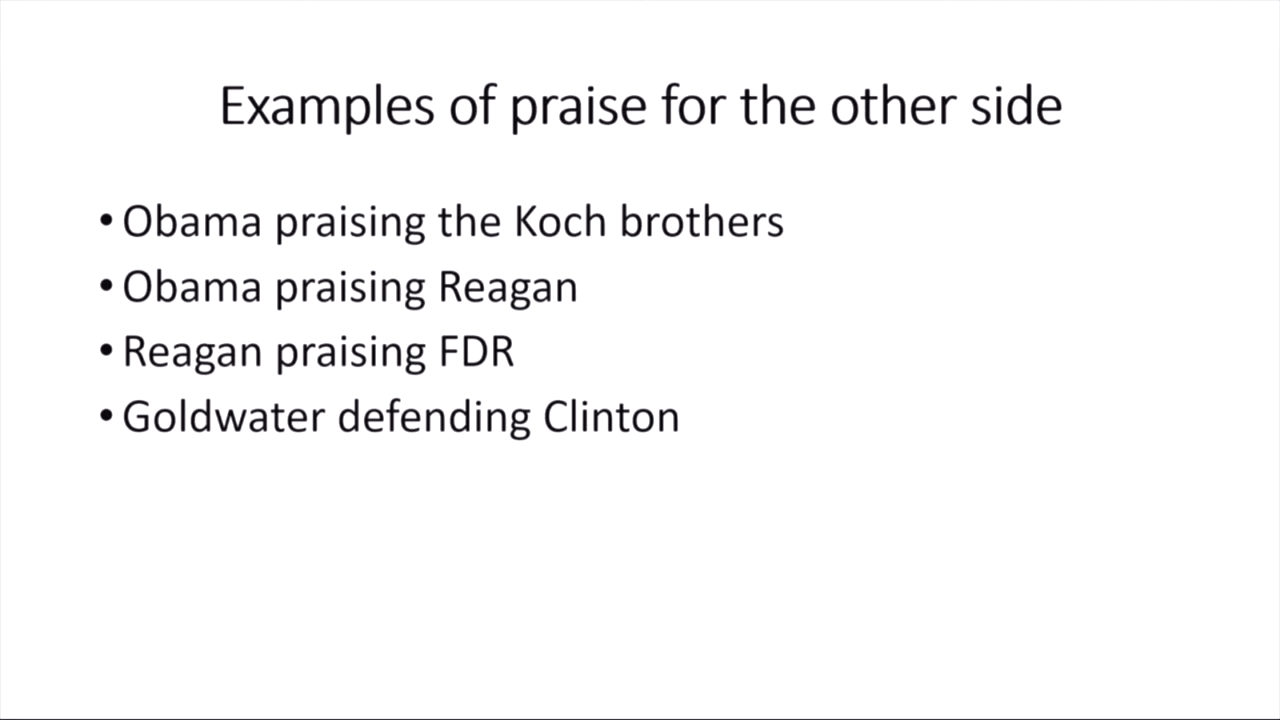 Examples of praise for the other side
• Obama praising the Koch brothers
• Obama praising Reagan
• Reagan praising FDR
• Goldwater defending Clinton